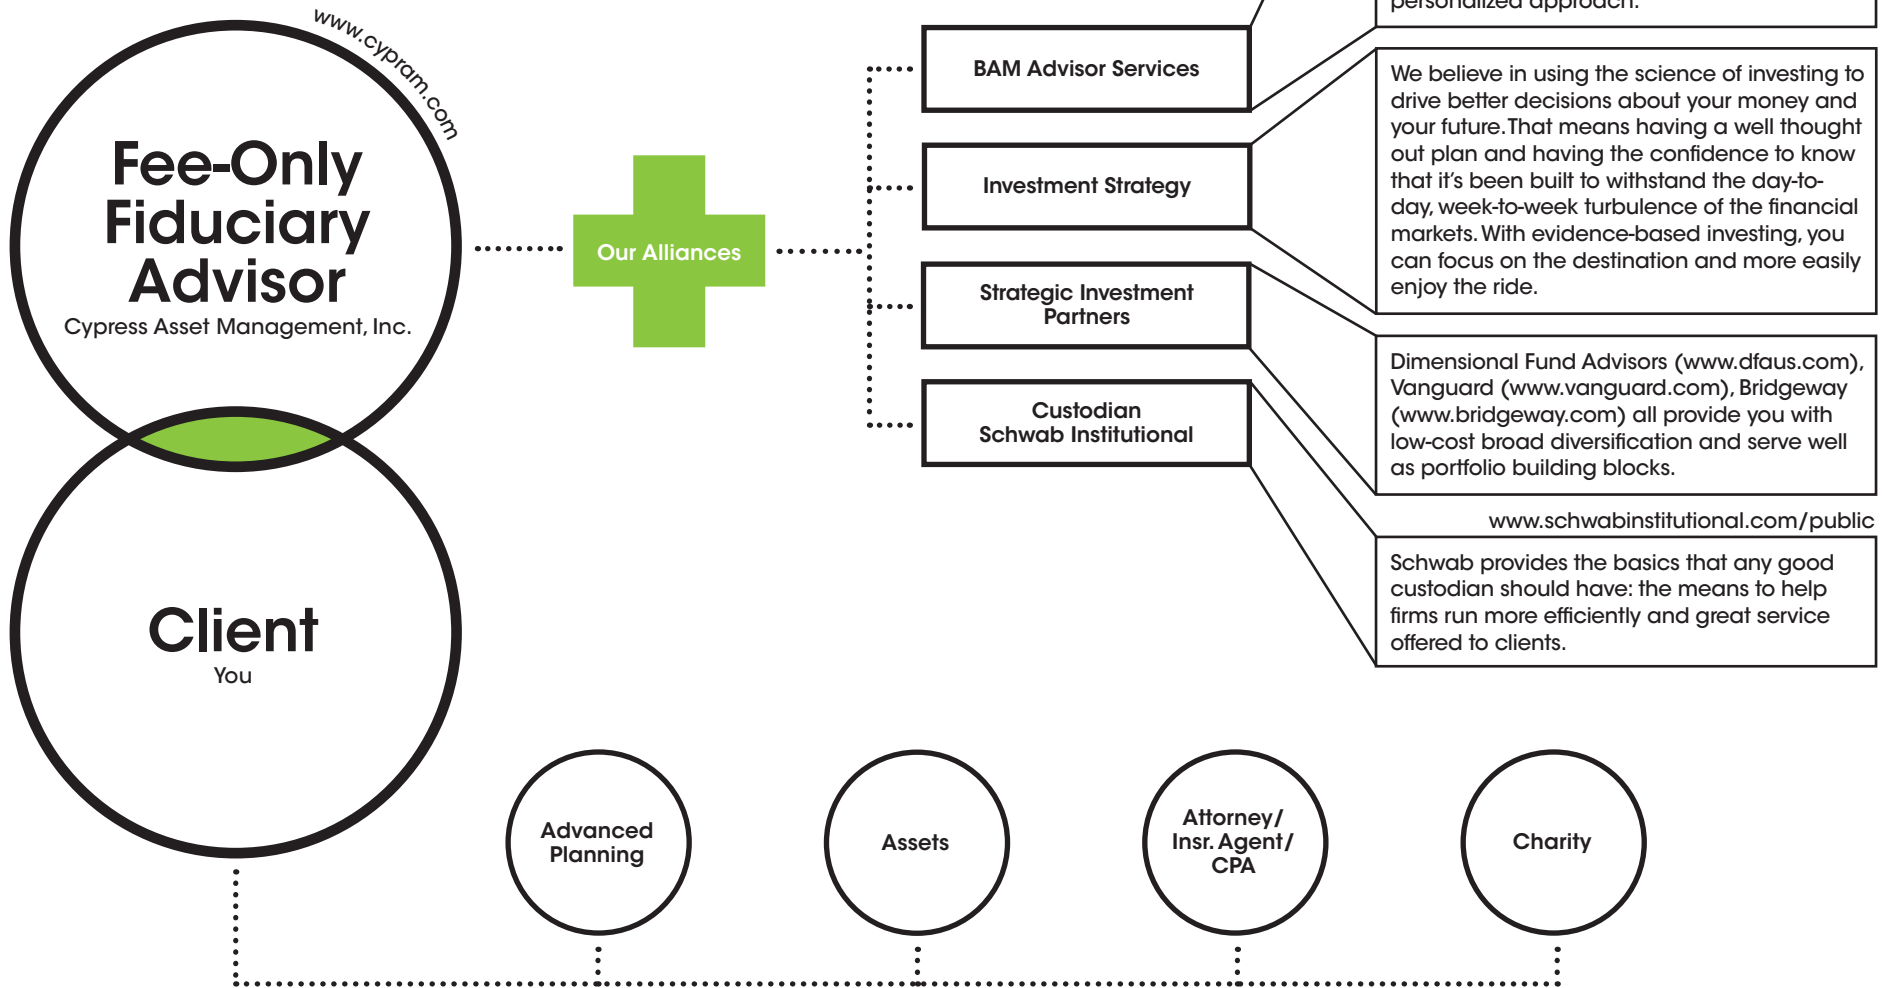 www.cypram.com
Fee-Only
Fiduciary
Advisor
Cypress Asset Management, Inc.
Client
You
Our Alliances
BAM Advisor Services
Investment Strategy
Strategic Investment
Partners
Custodian
Schwab Institutional
personalized approach.
We believe in using the science of investing to
drive better decisions about your money and
your future. That means having a well thought
out plan and having the confidence to know
that it's been built to withstand the day-to-
day, week-to-week turbulence of the financial
markets. With evidence-based investing, you
can focus on the destination and more easily
enjoy the ride.
Dimensional Fund Advisors (www.dfaus.com),
Vanguard (www.vanguard.com), Bridgeway
(www.bridgeway.com) all provide you with
low-cost broad diversification and serve well
as portfolio building blocks.
www.schwabinstitutional.com/public
Schwab provides the basics that any good
custodian should have: the means to help
firms run more efficiently and great service
offered to clients.
Advanced
Planning
Assets
Attorney/
Insr. Agent/
CPA
Charity